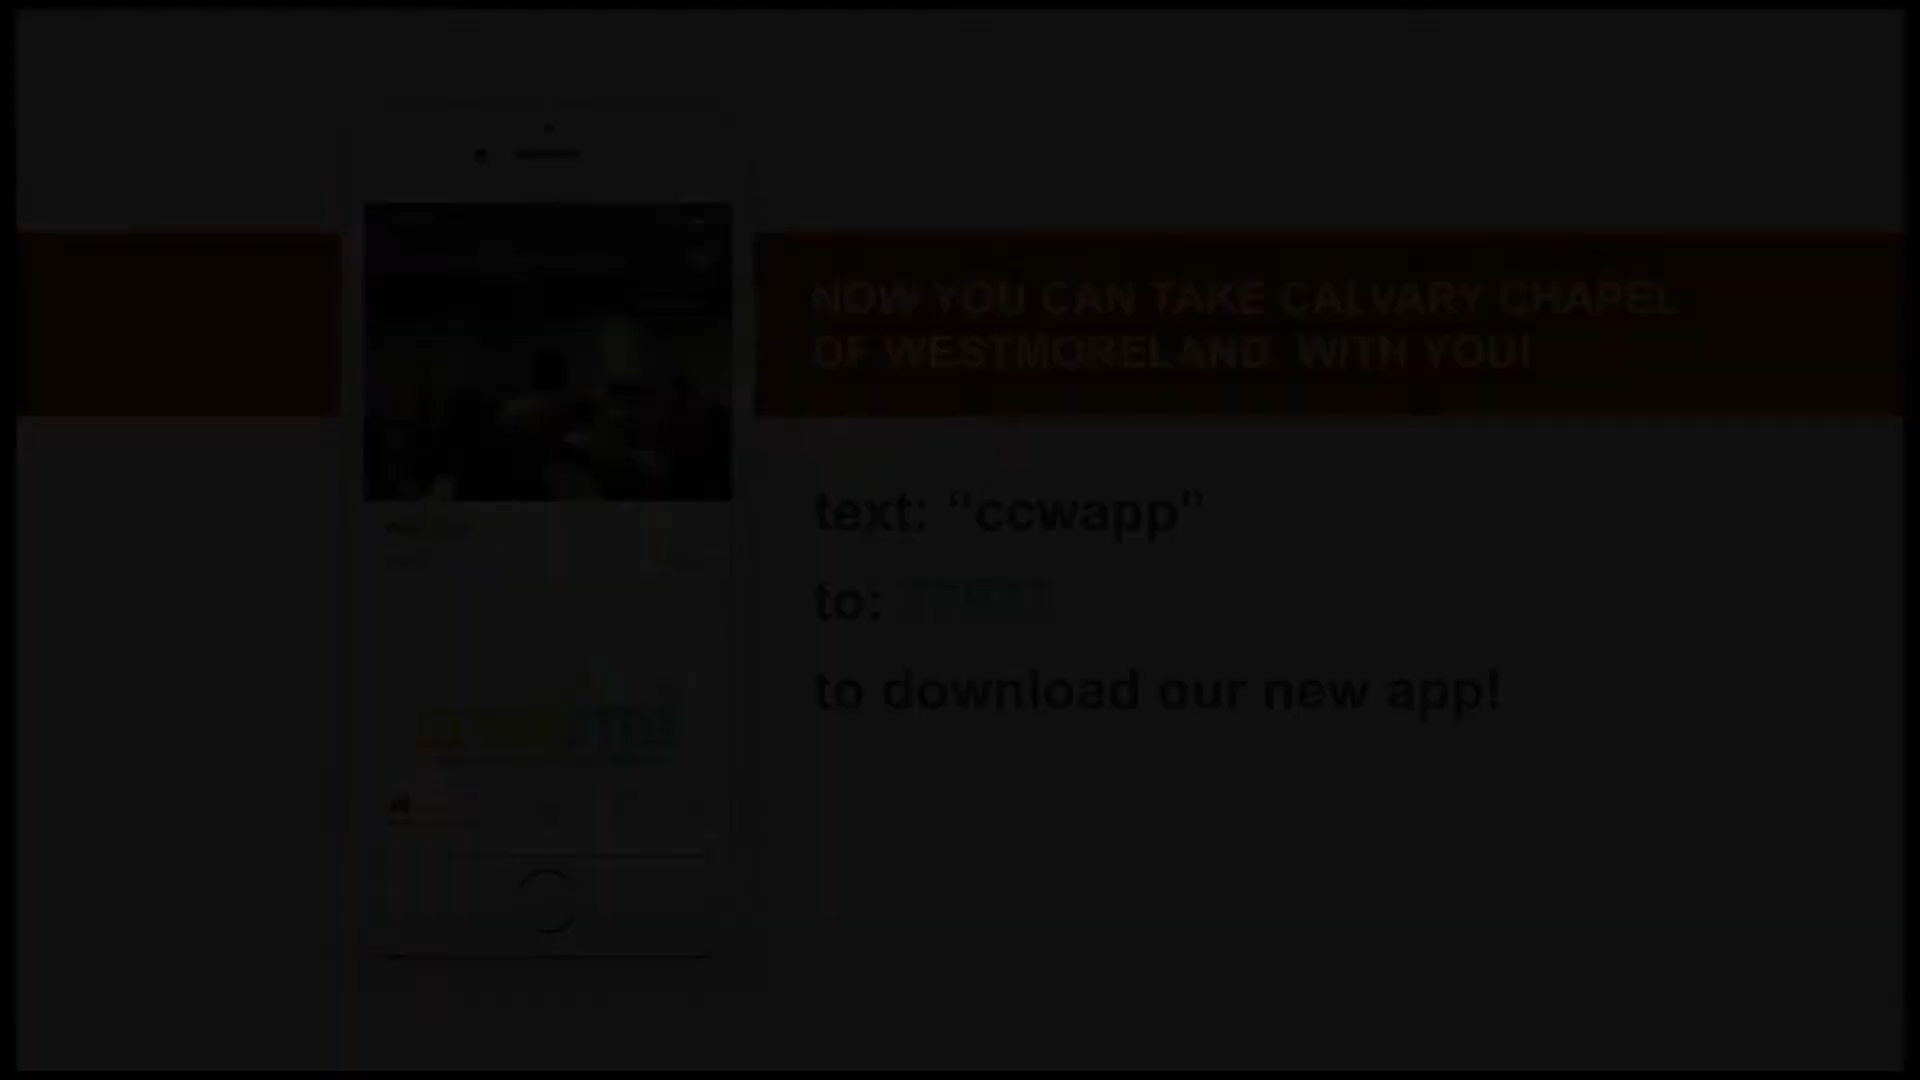 NOW YOU CAN TAKE CALVARY CHAPEL
OF WESTMORELAND WITH YOU!
text: “ccwapp”
to:
to download our new app!